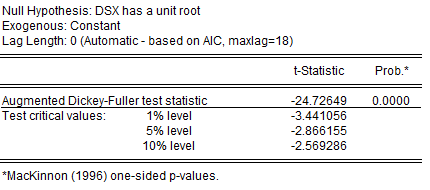 Null Hypothesis: DSX has a unit root
Exogenous: Constant
Lag Length: 0 (Automatic - based on AIC, maxlag=18)
t-Statistic Prob.*
Augmented Dickey-Fuller test statistic -24.72649 0.0000
Test critical values: 1% level -3.441056
5% level -2.866155
10% level -2.569286
*MacKinnon (1996) one-sided p-values.